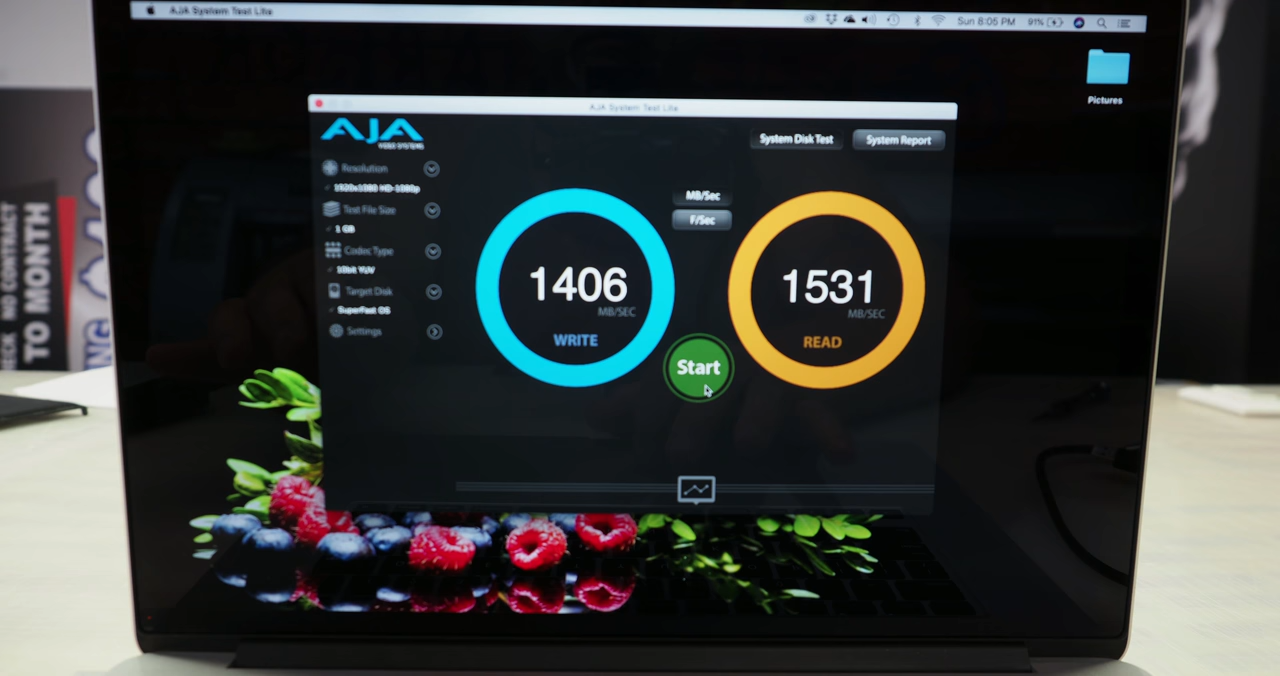 AJA System Test Lite
Sun 8:05 PM
91%
Pictures
AJA System Test Lite
AJA
VIDEO SYSTEMS
System Disk Test
System Report
Resolution
1920x1080 HD-1080p
Test File Size
1 GB
Codec Type
10bit YUV
Target Disk
SuperFast OS
Settings
MB/Sec
F/Sec
1406
MB/SEC
WRITE
1531
MB/SEC
READ
Start
NO CONTRACT
TO MONTH